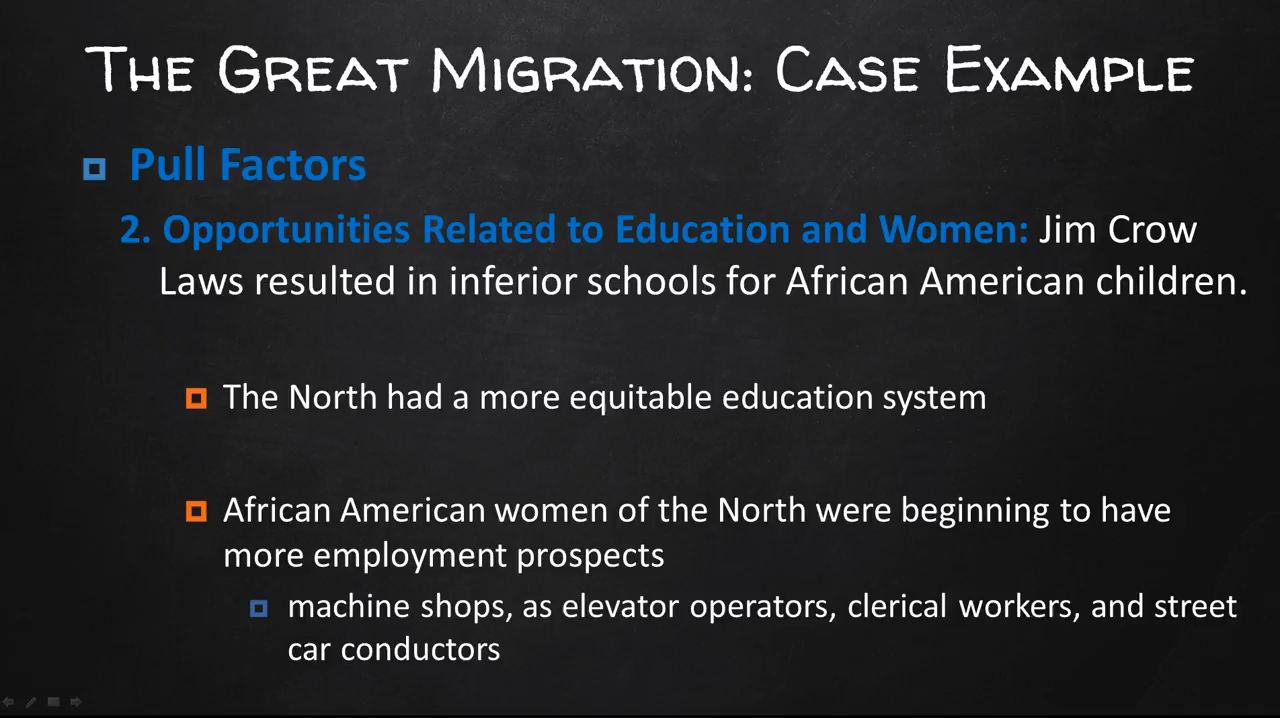 The Great Migration: Case Example
Pull Factors
2. Opportunities Related to Education and Women: Jim Crow
Laws resulted in inferior schools for African American children.
The North had a more equitable education system
African American women of the North were beginning to have
more employment prospects
machine shops, as elevator operators, clerical workers, and street
car conductors